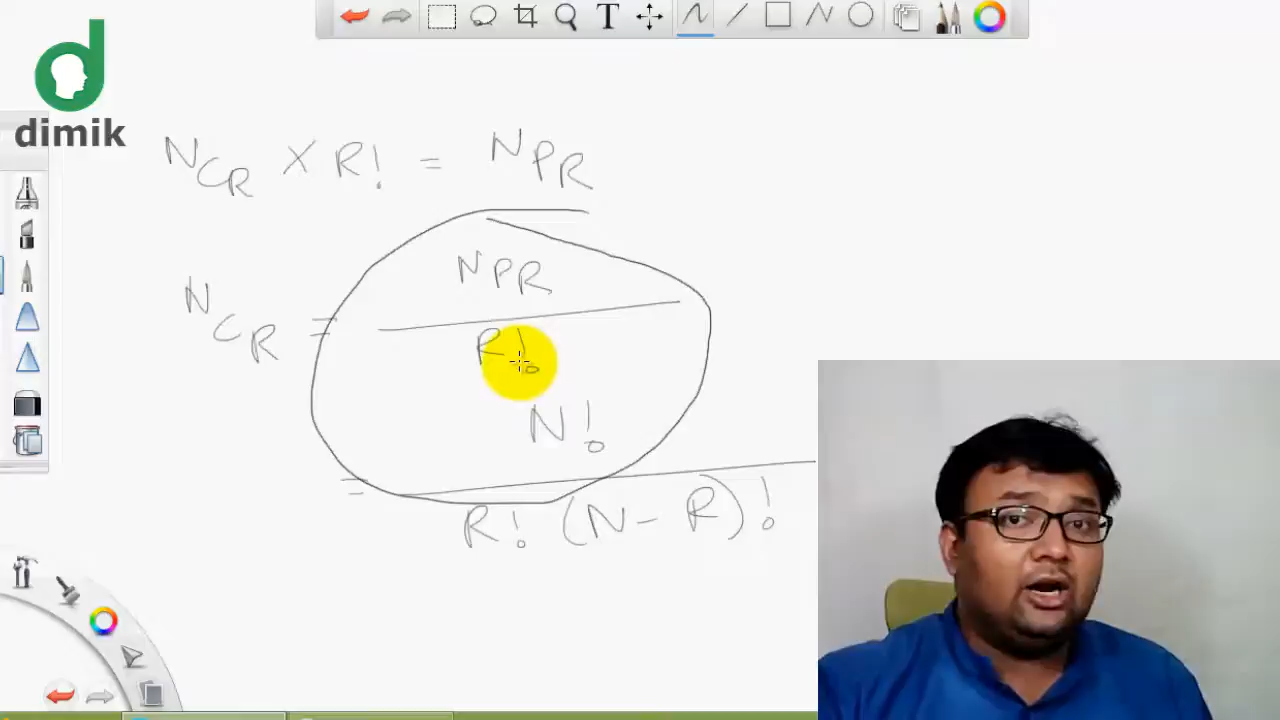 dimik
NCR X R! = NPR
NPR
NCR =
R!
N!
=
R! (N - R)!